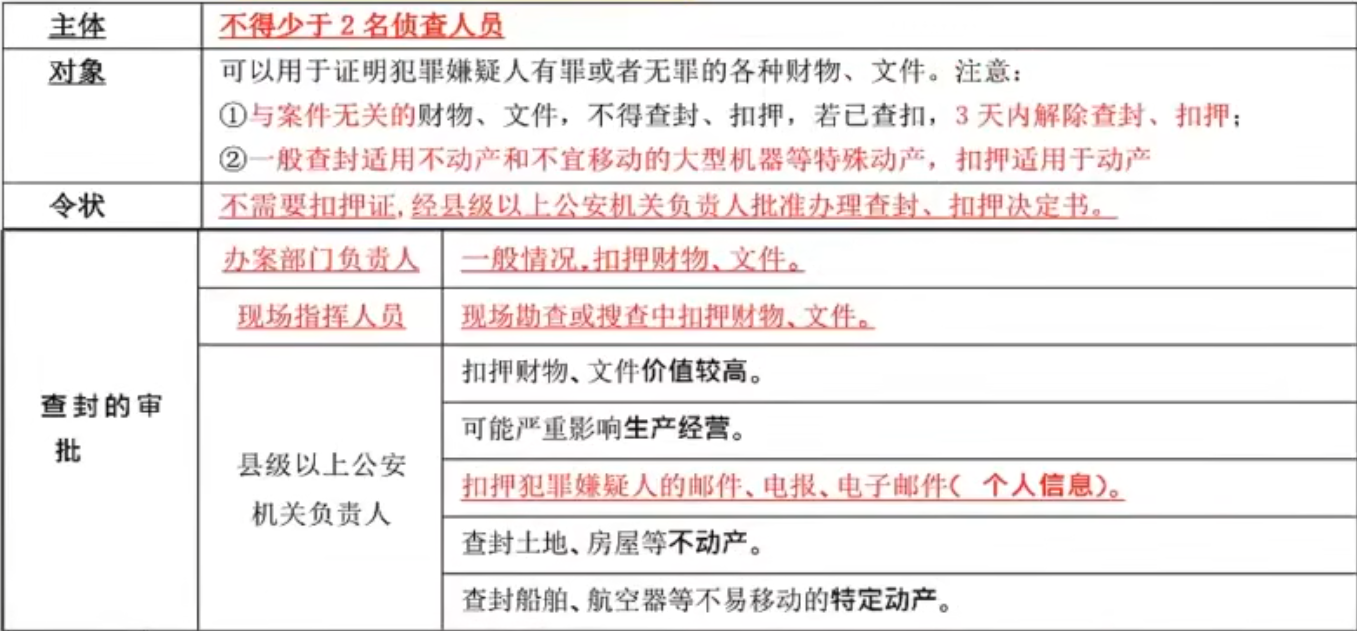 主体
不得少于 2 名侦查人员
对象
可以用于证明犯罪嫌疑人有罪或者无罪的各种财物、文件。注意：
①与案件无关的财物、文件，不得查封、扣押，若已查扣，3 天内解除查封、扣押；
②一般查封适用不动产和不宜移动的大型机器等特殊动产，扣押适用于动产
令状
不需要扣押证,经县级以上公安机关负责人批准办理查封、扣押决定书。
查封的审
批
办案部门负责人
一般情况,扣押财物、文件。
现场指挥人员
现场勘查或搜查中扣押财物、文件。
县级以上公安
机关负责人
扣押财物、文件价值较高。
可能严重影响生产经营。
扣押犯罪嫌疑人的邮件、电报、电子邮件( 个人信息)。
查封土地、房屋等不动产。
查封船舶、航空器等不易移动的特定动产。